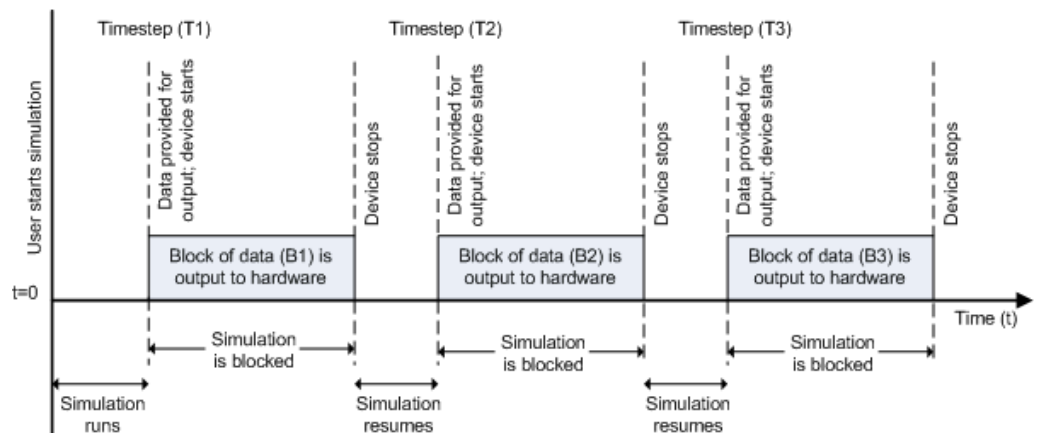 Timestep (T1)
Timestep (T2)
Timestep (T3)
User starts simulation
Data provided for
output; device starts
Device stops
Data provided for
output; device starts
Device stops
Data provided for
output; device starts
Device stops
Block of data (B1) is
output to hardware
Block of data (B2) is
output to hardware
Block of data (B3) is
output to hardware
t=0
Time (t)
Simulation
is blocked
Simulation
is blocked
Simulation
is blocked
Simulation
runs
Simulation
resumes
Simulation
resumes